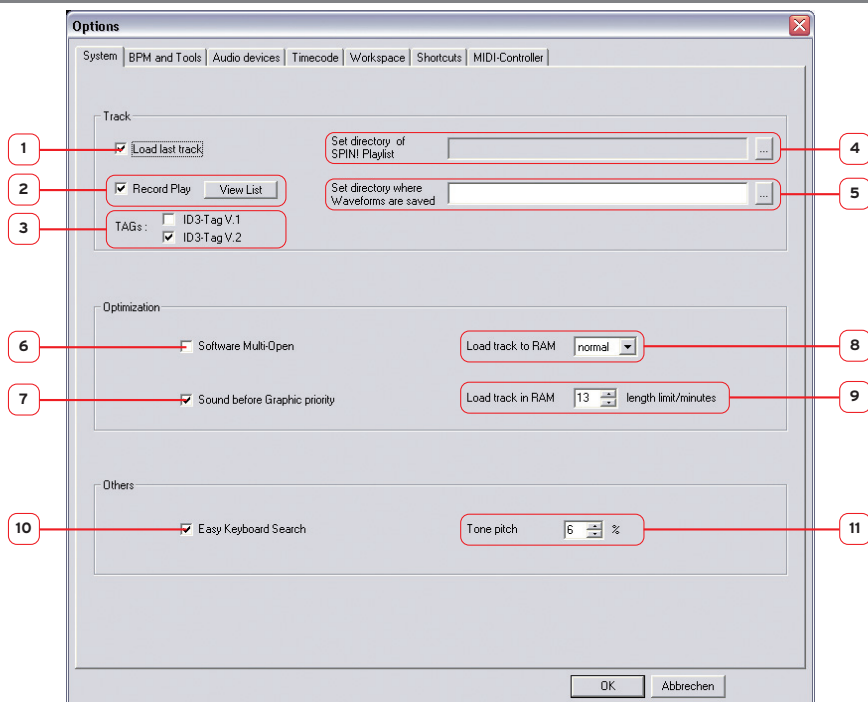 Options
System BPM and Tools Audio devices Timecode Workspace Shortcuts MIDI-Controller
Track
1 Load last track Set directory of 4
SPIN! Playlist ...
2 Record Play View List Set directory where 5
Waveforms are saved ...
3 TAGs : ID3-Tag V.1
ID3-Tag V.2
Optimization
6 Software Multi-Open Load track to RAM normal 8
7 Sound before Graphic priority Load track in RAM 13 length limit/minutes 9
Others
10 Easy Keyboard Search Tone pitch 6 % 11
OK Abbrechen